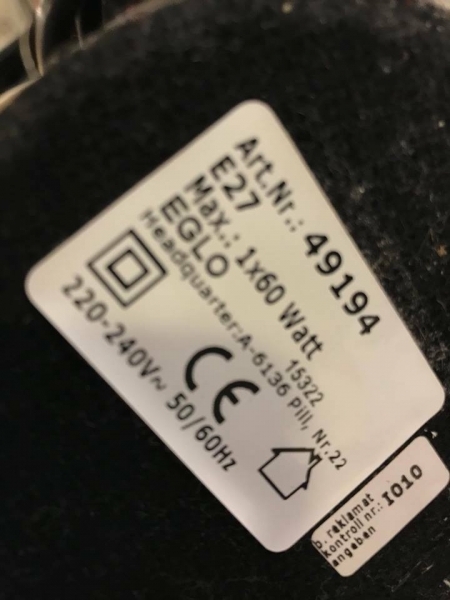 Art.Nr.: 49194
E27
Max.: 1x60 Watt
EGLO 15322
Headquarter:A-6136 Pill, Nr.22
CE
220-240V~ 50/60Hz
b. reklamat
kontroll nr.: I010
angeben